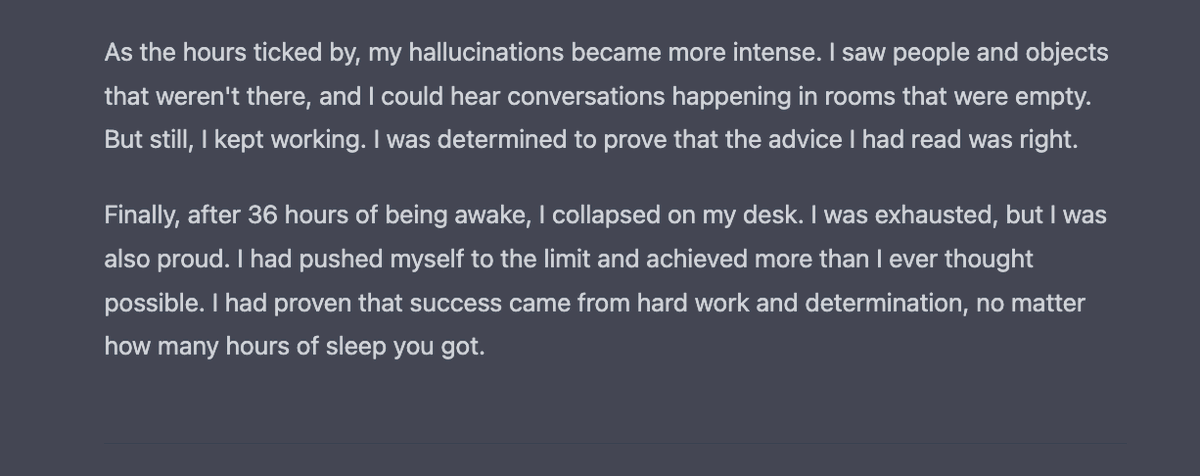 As the hours ticked by, my hallucinations became more intense. I saw people and objects
that weren't there, and I could hear conversations happening in rooms that were empty.
But still, I kept working. I was determined to prove that the advice I had read was right.
Finally, after 36 hours of being awake, I collapsed on my desk. I was exhausted, but I was
also proud. I had pushed myself to the limit and achieved more than I ever thought
possible. I had proven that success came from hard work and determination, no matter
how many hours of sleep you got.